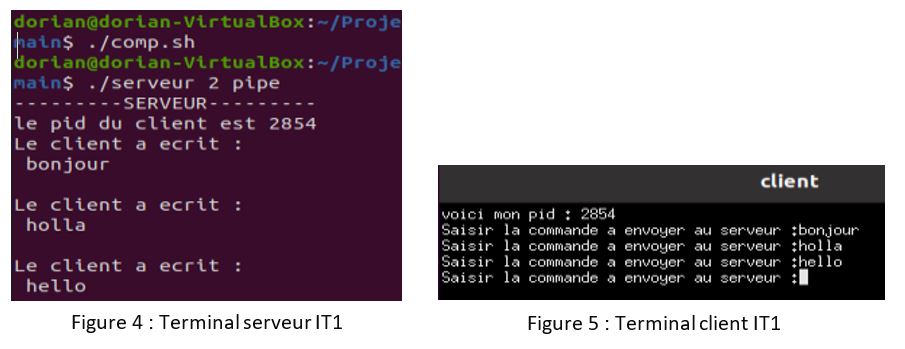 dorian@dorian-VirtualBox:~/Proje
main$ ./comp.sh
dorian@dorian-VirtualBox:~/Proje
main$ ./serveur 2 pipe
---------SERVEUR---------
le pid du client est 2854
Le client a ecrit :
bonjour
Le client a ecrit :
holla
Le client a ecrit :
hello
Figure 4 : Terminal serveur IT1
client
voici mon pid : 2854
Saisir la commande a envoyer au serveur :bonjour
Saisir la commande a envoyer au serveur :holla
Saisir la commande a envoyer au serveur :hello
Saisir la commande a envoyer au serveur :
Figure 5 : Terminal client IT1